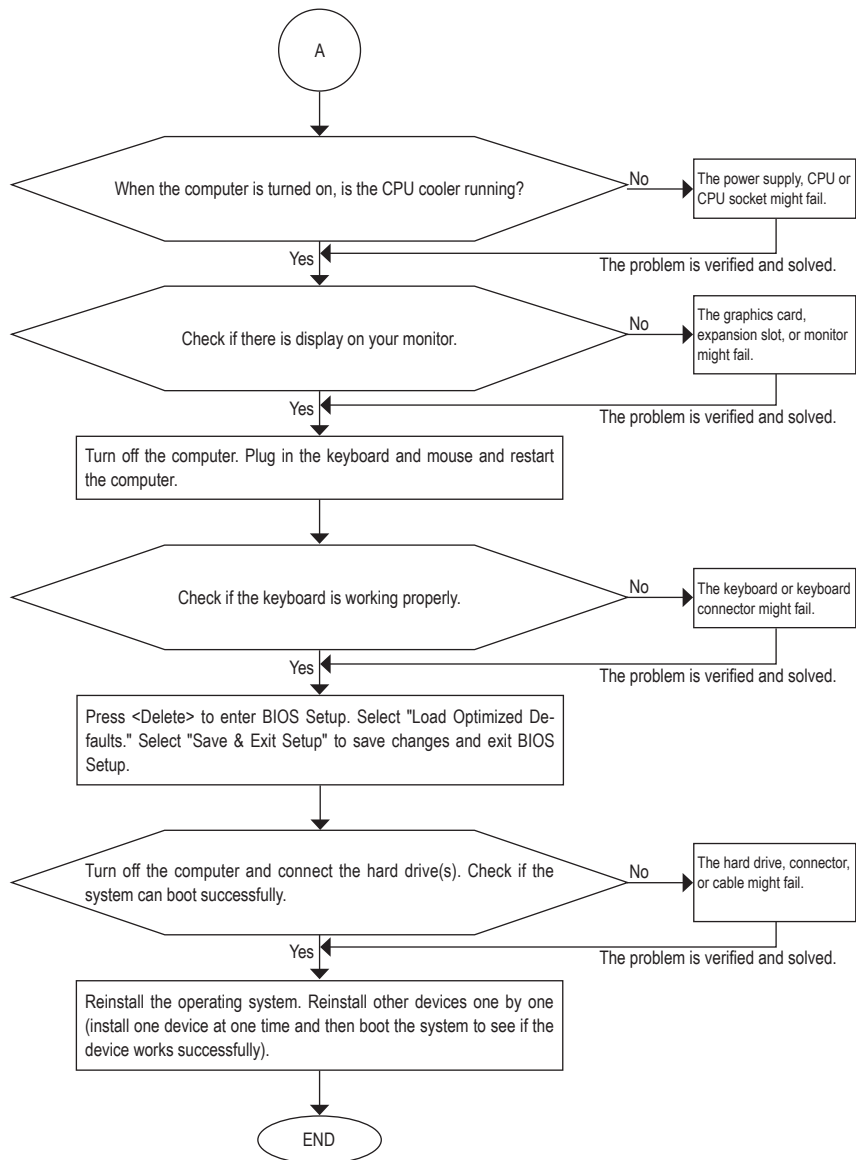 A
When the computer is turned on, is the CPU cooler running?
No
The power supply, CPU or
CPU socket might fail.
Yes
The problem is verified and solved.
Check if there is display on your monitor.
No
The graphics card,
expansion slot, or monitor
might fail.
Yes
The problem is verified and solved.
Turn off the computer. Plug in the keyboard and mouse and restart
the computer.
Check if the keyboard is working properly.
No
The keyboard or keyboard
connector might fail.
Yes
The problem is verified and solved.
Press <Delete> to enter BIOS Setup. Select "Load Optimized De-
faults." Select "Save & Exit Setup" to save changes and exit BIOS
Setup.
Turn off the computer and connect the hard drive(s). Check if the
system can boot successfully.
No
The hard drive, connector,
or cable might fail.
Yes
The problem is verified and solved.
Reinstall the operating system. Reinstall other devices one by one
(install one device at one time and then boot the system to see if the
device works successfully).
END